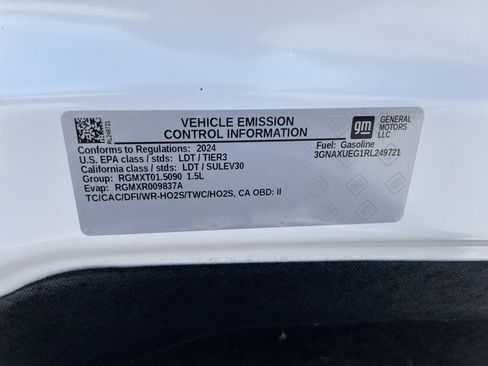 RL249721
VEHICLE EMISSION
CONTROL INFORMATION
gm
GENERAL
MOTORS
LLC
Conforms to Regulations: 2024
Fuel: Gasoline
U.S. EPA class / stds: LDT / TIER3
3GNAXUEG1RL249721
California class / stds: LDT / SULEV30
Group: RGMXT01.5090 1.5L
Evap: RGMXR009837A
TC/CAC/DFI/WR-HO2S/TWC/HO2S, CA OBD: II